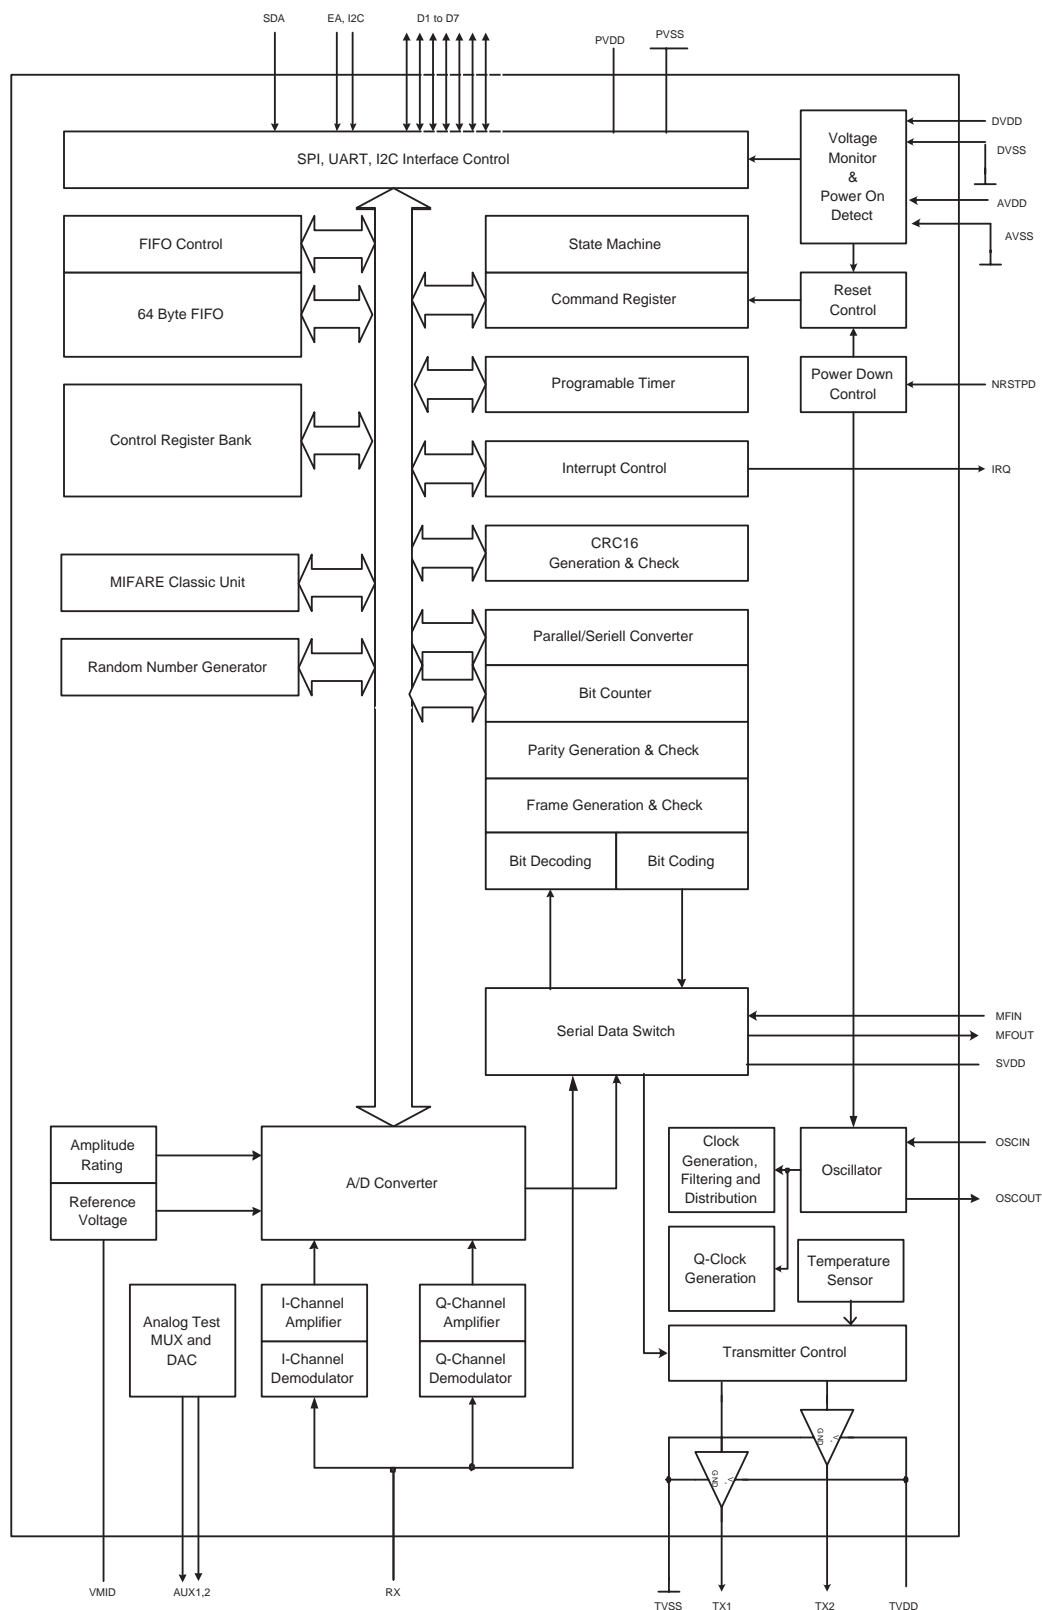 SDA
EA, I2C
D1 to D7
PVDD
PVSS
SPI, UART, I2C Interface Control
Voltage
Monitor
&
Power On
Detect
DVDD
DVSS
AVDD
AVSS
FIFO Control
64 Byte FIFO
State Machine
Command Register
Reset
Control
Programable Timer
Power Down
Control
NRSTPD
Control Register Bank
Interrupt Control
IRQ
CRC16
Generation & Check
MIFARE Classic Unit
Parallel/Seriell Converter
Random Number Generator
Bit Counter
Parity Generation & Check
Frame Generation & Check
Bit Decoding
Bit Coding
Serial Data Switch
MFIN
MFOUT
SVDD
Amplitude
Rating
Reference
Voltage
A/D Converter
Clock
Generation,
Filtering and
Distribution
Oscillator
OSCIN
OSCOUT
Q-Clock
Generation
Temperature
Sensor
Analog Test
MUX and
DAC
I-Channel
Amplifier
I-Channel
Demodulator
Q-Channel
Amplifier
Q-Channel
Demodulator
Transmitter Control
GND
GND
VMID
AUX1,2
RX
TVSS
TX1
TX2
TVDD